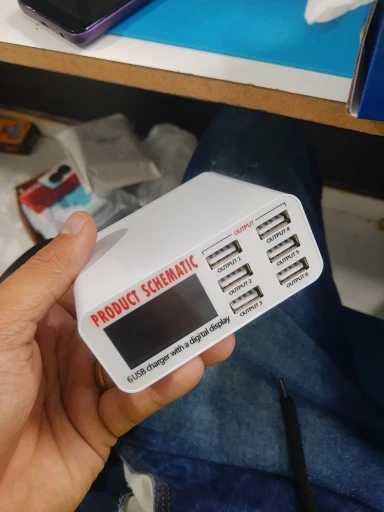 PRODUCT SCHEMATIC
6 USB charger with a digital display
OUTPUT
OUTPUT 1
OUTPUT 2
OUTPUT 3
OUTPUT 4
OUTPUT 5
OUTPUT 6